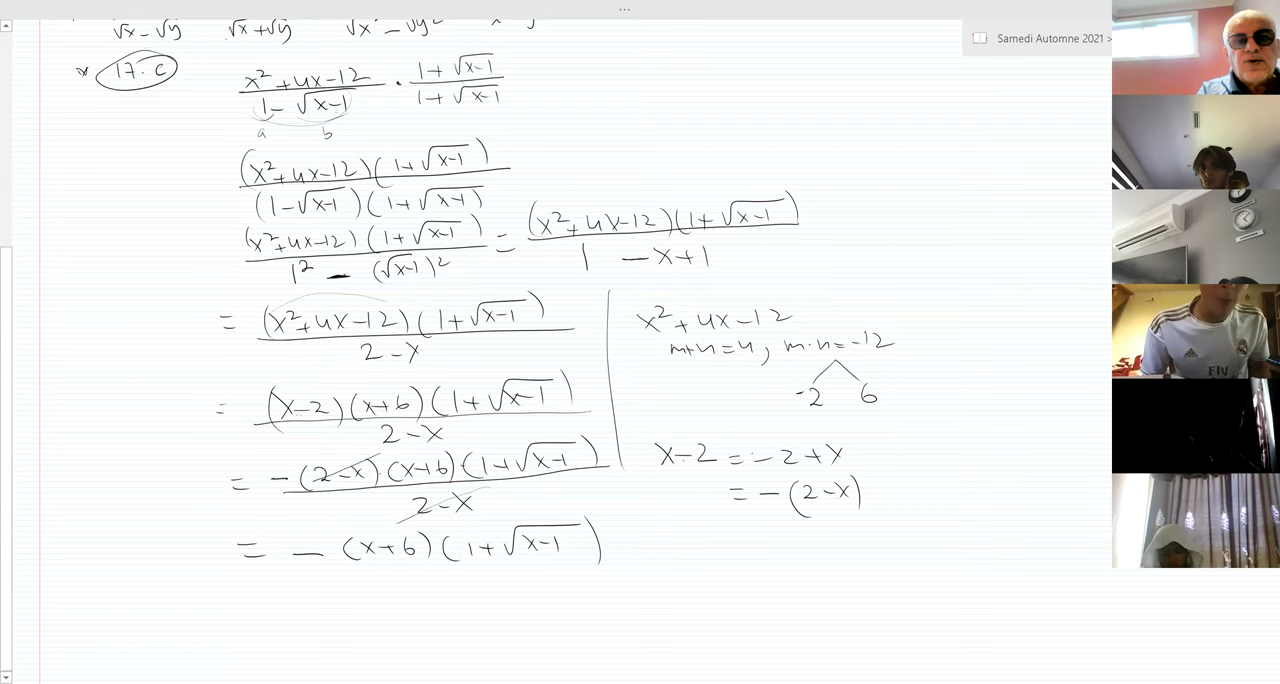 √x − √y √x + √y √x² − √y²
Samedi Automne 2021 >
17. c
(x² + 4x − 12)/(1 − √(x−1)) · (1 + √(x−1))/(1 + √(x−1))
a b
((x² + 4x − 12)(1 + √(x−1)))/((1 − √(x−1))(1 + √(x−1)))
((x² + 4x − 12)(1 + √(x−1)))/(1² − (√(x−1))²) = ((x² + 4x − 12)(1 + √(x−1)))/(1 − x + 1)
= ((x² + 4x − 12)(1 + √(x−1)))/(2 − x)
= ((x − 2)(x + 6)(1 + √(x−1)))/(2 − x)
= (−(2 − x)(x + 6)(1 + √(x−1)))/(2 − x)
= −(x + 6)(1 + √(x−1))
x² + 4x − 12
m+n = 4, m·n = −12
−2 6
x − 2 = −2 + x
= −(2 − x)
FLY